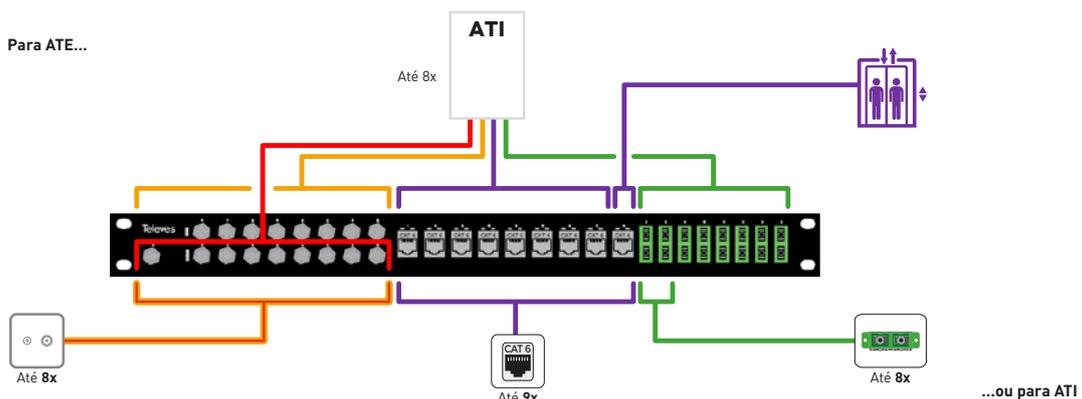 ATI
Para ATE...
Até 8x
Televes
CAT 6
Até 8x
Até 9x
Até 8x
...ou para ATI